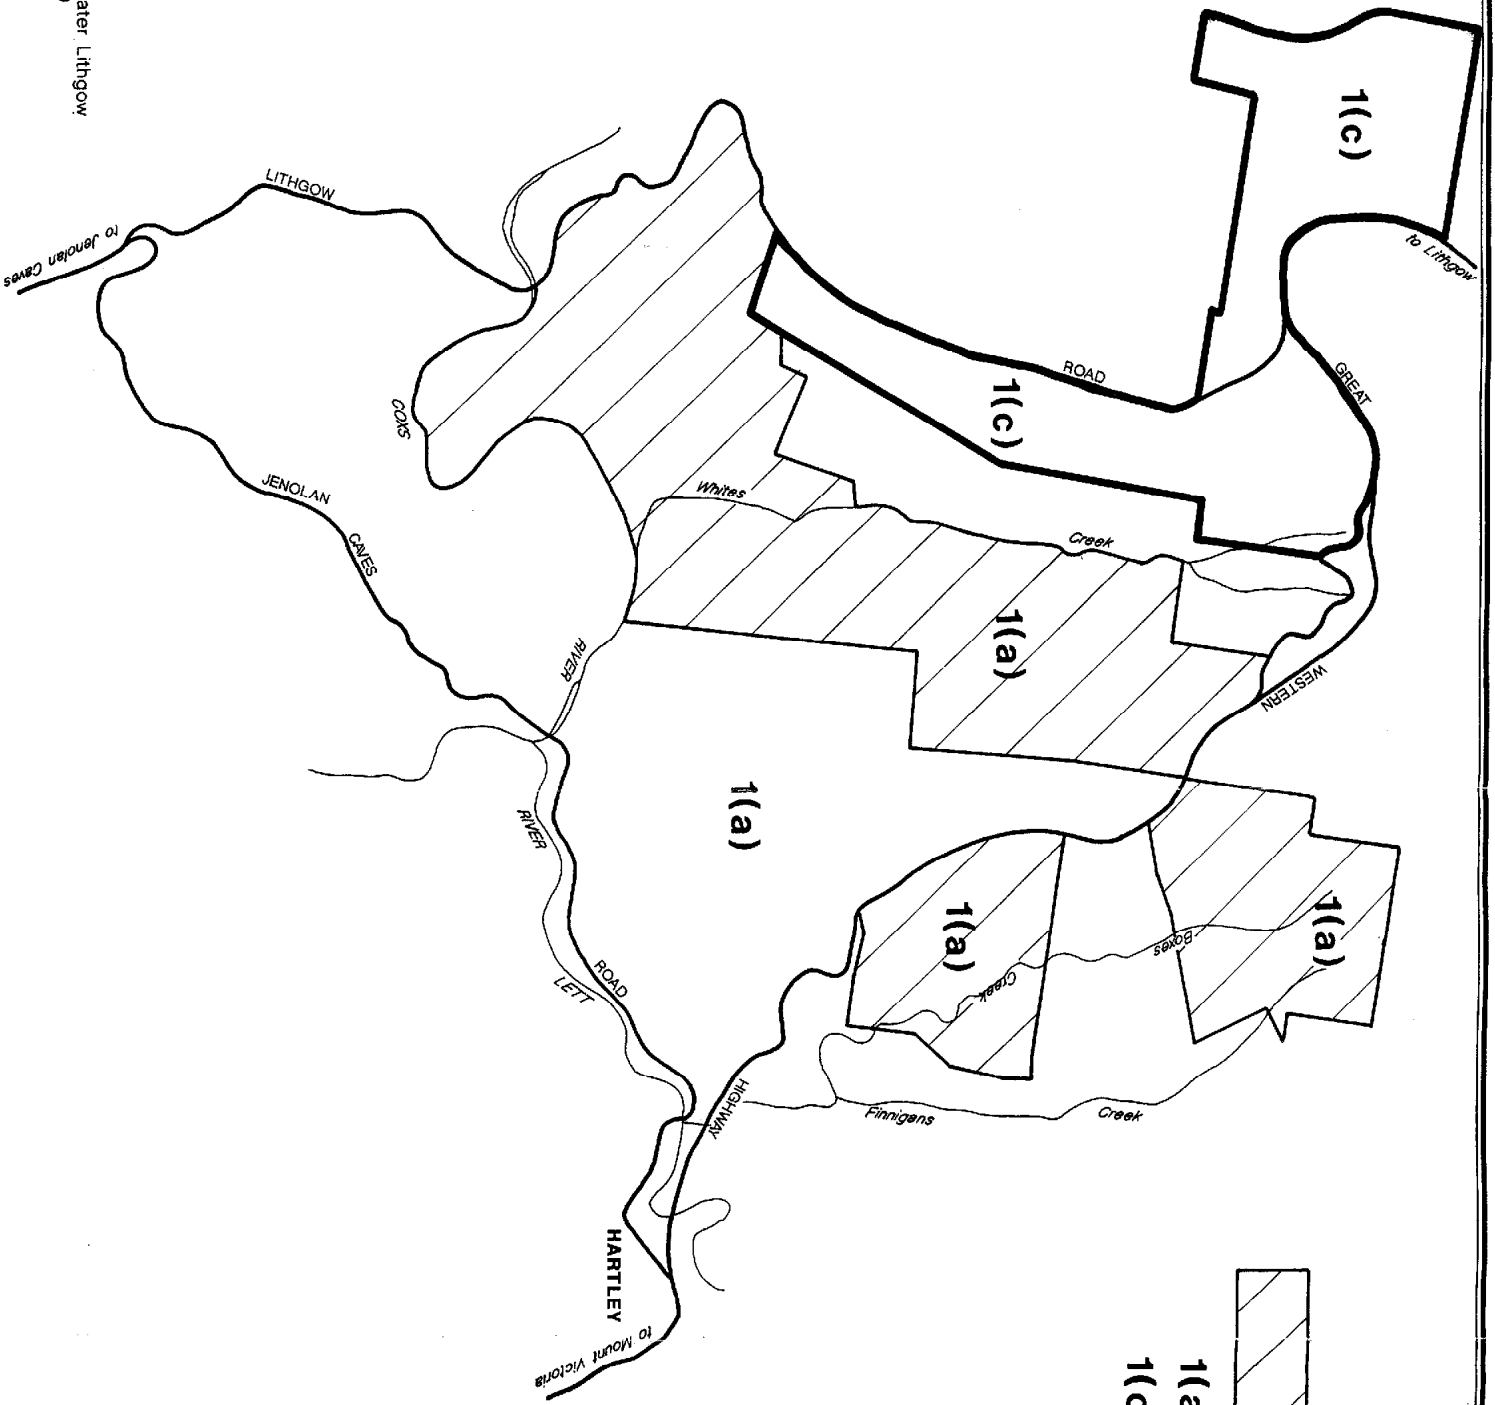 ater Lithgow
1(c)
to Lithgow
LITHGOW
to Jenolan Caves
ROAD
GREAT
1(c)
COXS
JENOLAN
CAVES
Whites
Creek
1(a)
WESTERN
RIVER
1(a)
RIVER
1(a)
1(a)
Boxes
Creek
ROAD
LETT
HIGHWAY
Finnigans
Creek
HARTLEY
to Mount Victoria
1(a
1(c